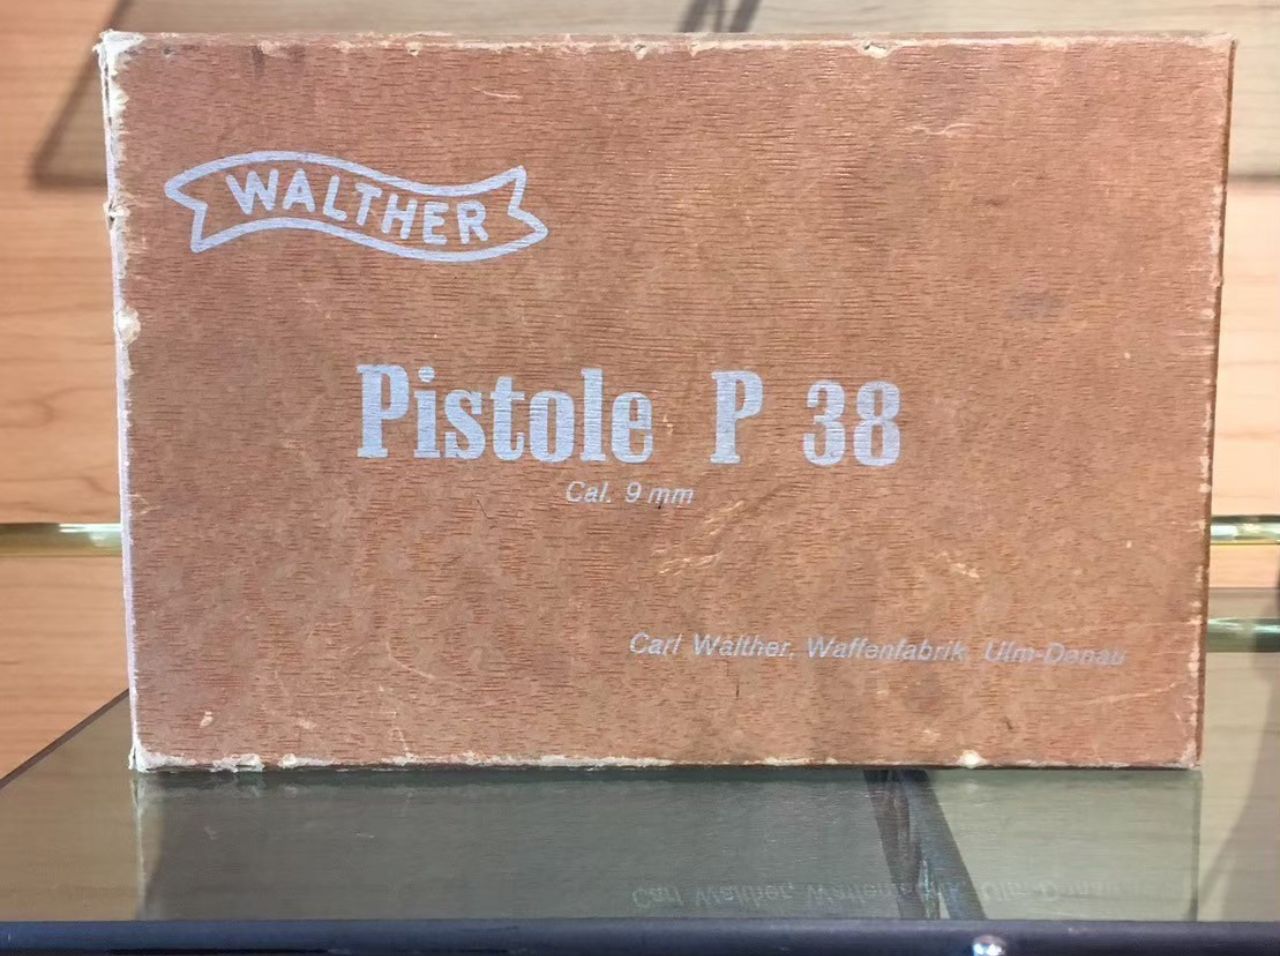 WALTHER
Pistole P 38
Cal. 9 mm
Carl Walther, Waffenfabrik, Ulm-Donau